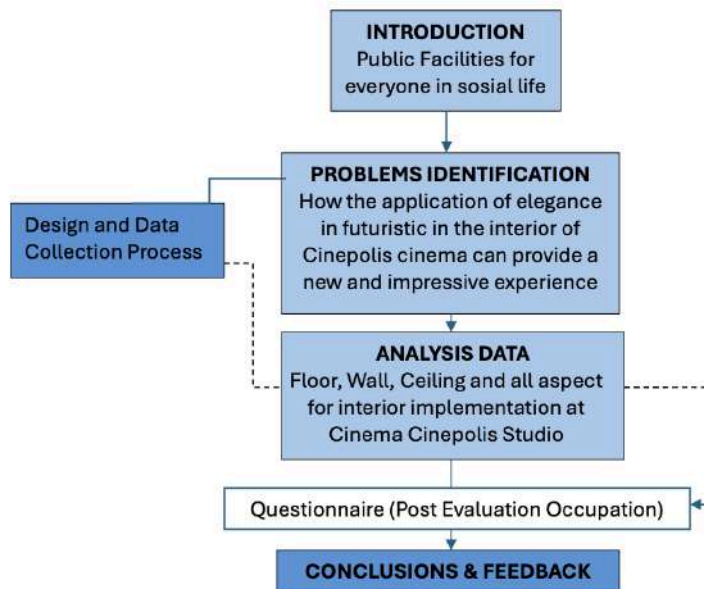 INTRODUCTION
Public Facilities for
everyone in sosial life
PROBLEMS IDENTIFICATION
How the application of elegance
in futuristic in the interior of
Cinepolis cinema can provide a
new and impressive experience
Design and Data
Collection Process
ANALYSIS DATA
Floor, Wall, Ceiling and all aspect
for interior implementation at
Cinema Cinepolis Studio
Questionnaire (Post Evaluation Occupation)
CONCLUSIONS & FEEDBACK